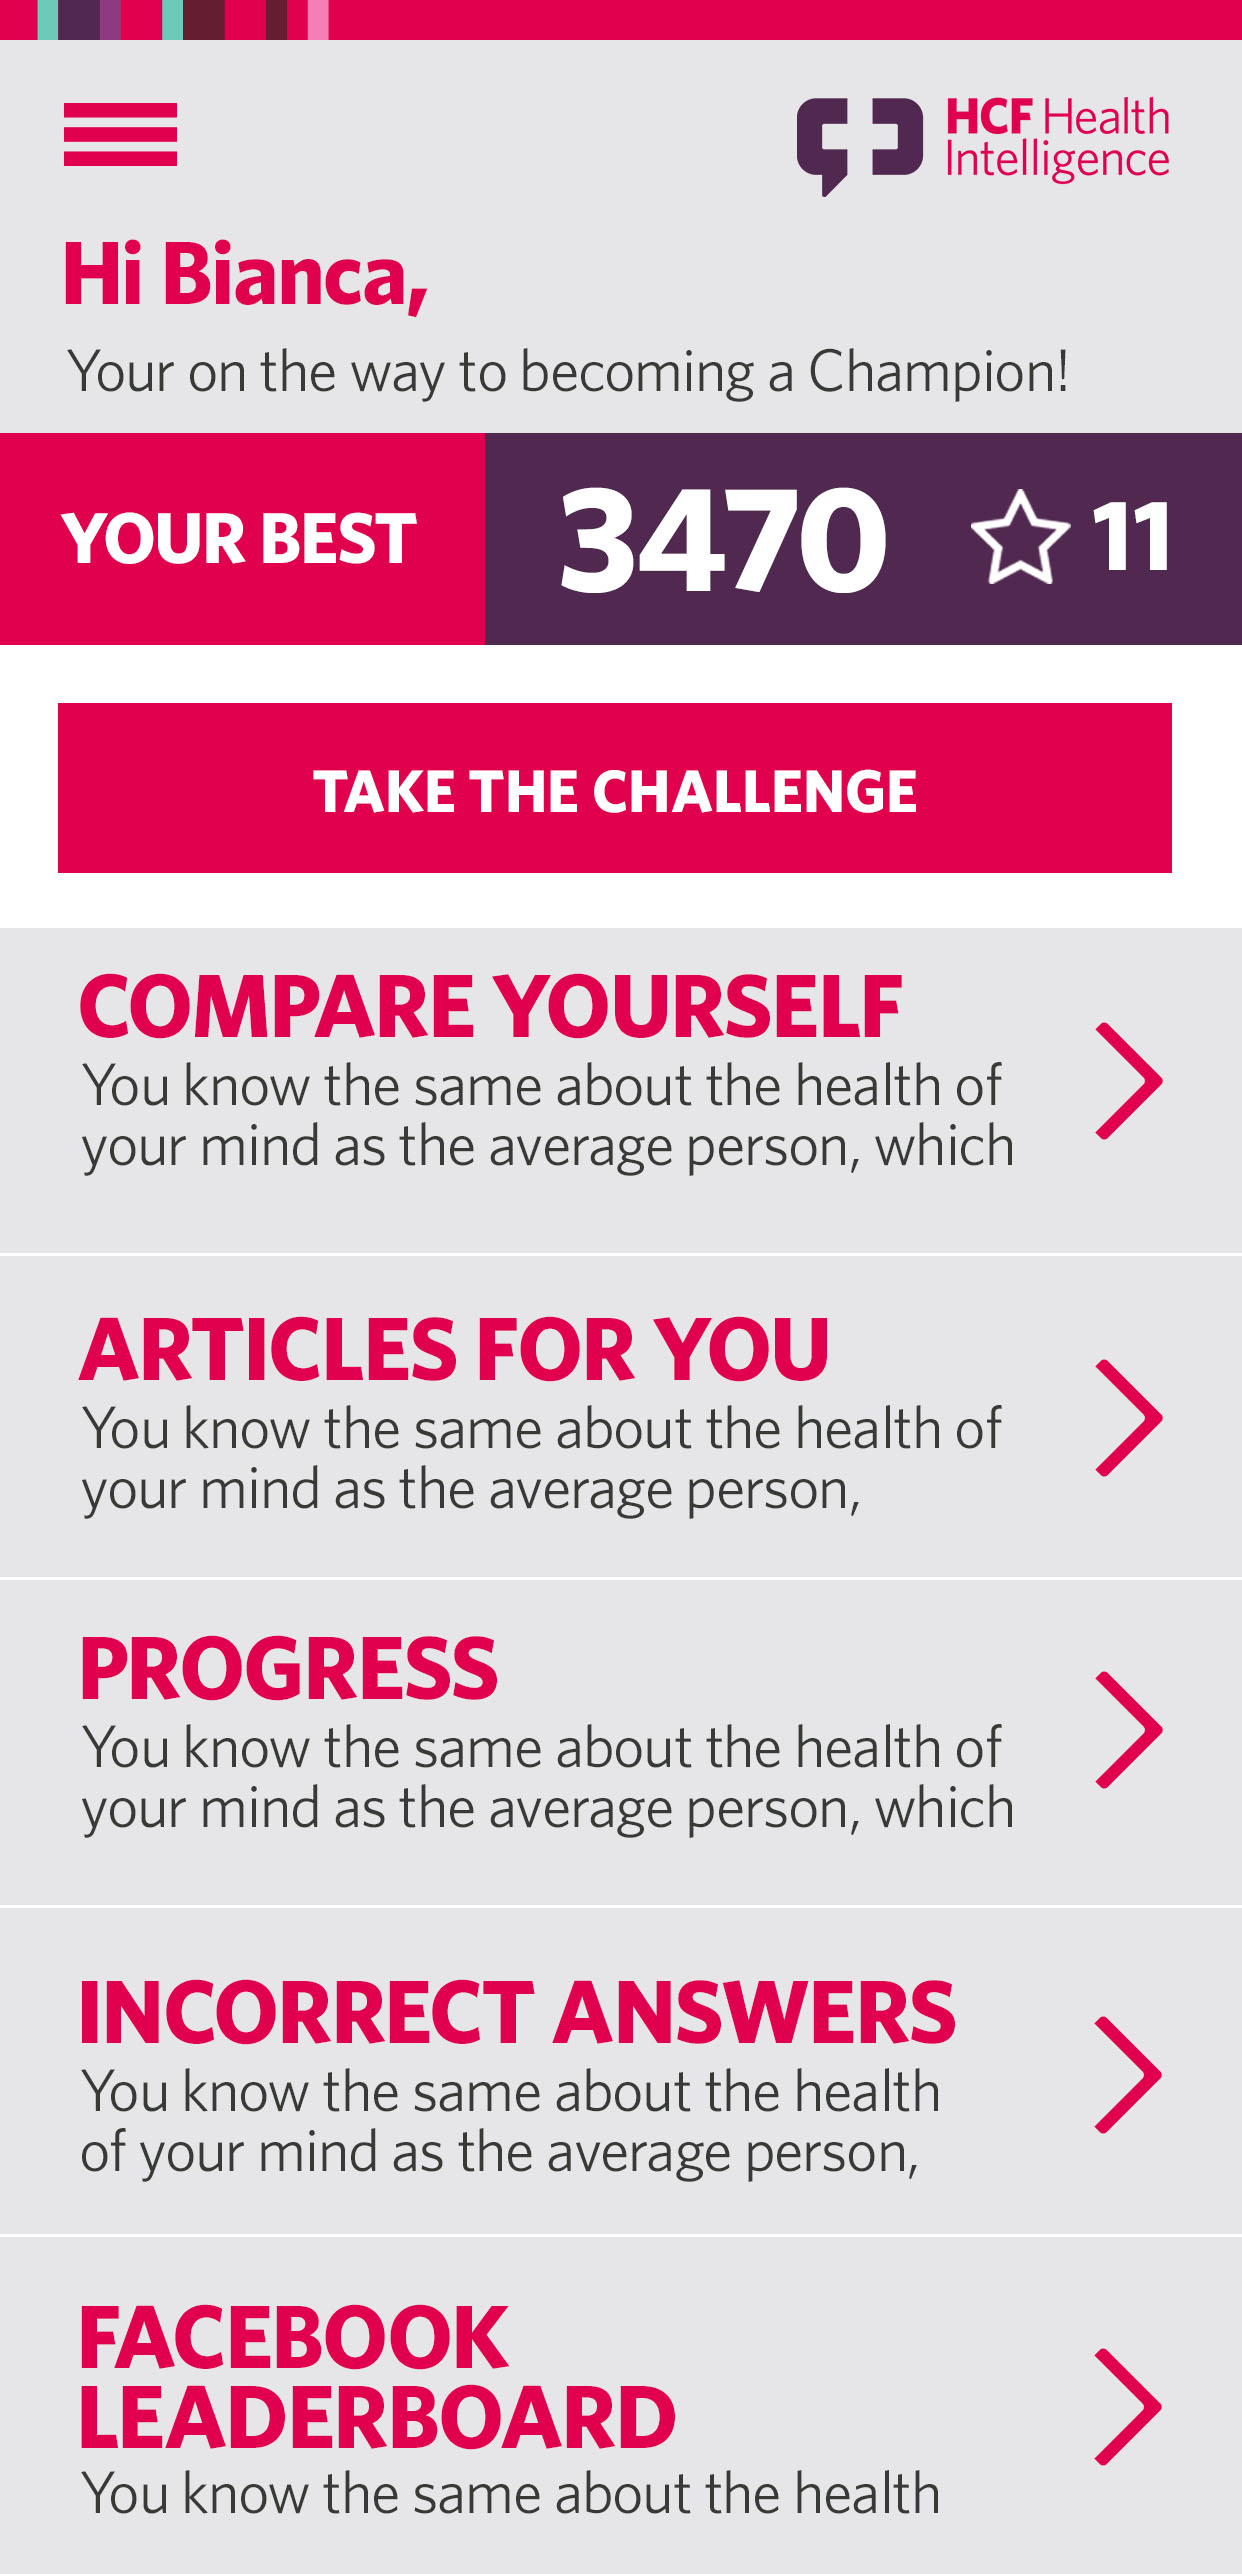 HCF Health
Intelligence
Hi Bianca,
Your on the way to becoming a Champion!
YOUR BEST
3470
11
TAKE THE CHALLENGE
COMPARE YOURSELF
You know the same about the health of
your mind as the average person, which
ARTICLES FOR YOU
You know the same about the health of
your mind as the average person,
PROGRESS
You know the same about the health of
your mind as the average person, which
INCORRECT ANSWERS
You know the same about the health
of your mind as the average person,
FACEBOOK
LEADERBOARD
You know the same about the health